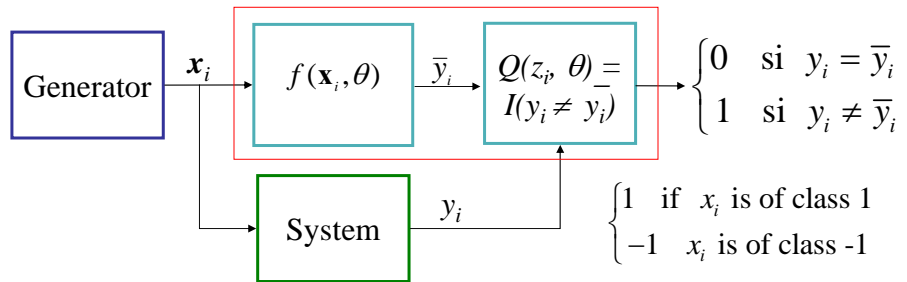 Generator
x_i
f(x_i, θ)
ȳ_i
Q(z_i, θ) =
I(y_i ≠ ȳ_i)
0 si y_i = ȳ_i
1 si y_i ≠ ȳ_i
System
y_i
1 if x_i is of class 1
−1 x_i is of class -1